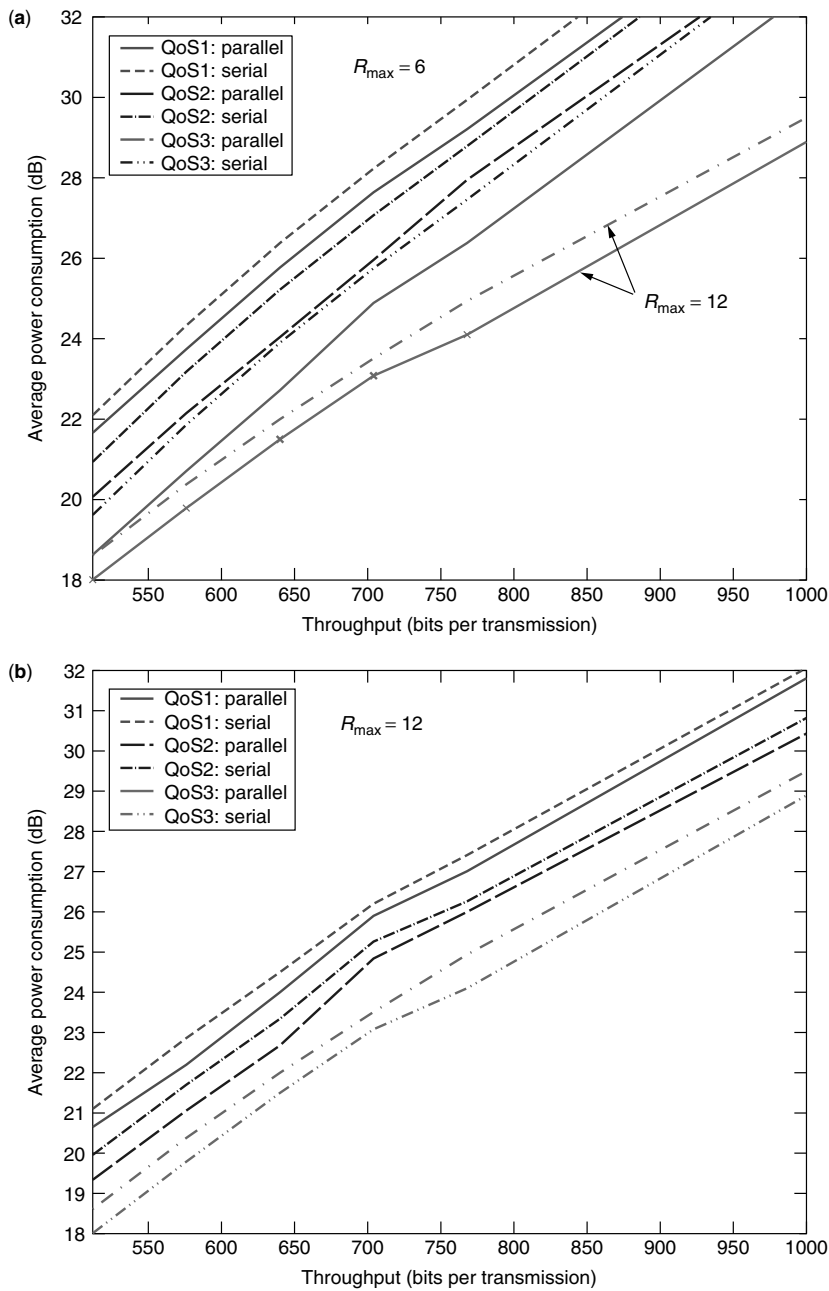 (a)
32
30
28
26
24
22
20
18
Average power consumption (dB)
QoS1: parallel
QoS1: serial
QoS2: parallel
QoS2: serial
QoS3: parallel
QoS3: serial
Rmax = 6
Rmax = 12
550 600 650 700 750 800 850 900 950 1000
Throughput (bits per transmission)
(b)
32
31
30
29
28
27
26
25
24
23
22
21
20
19
18
Average power consumption (dB)
QoS1: parallel
QoS1: serial
QoS2: parallel
QoS2: serial
QoS3: parallel
QoS3: serial
Rmax = 12
550 600 650 700 750 800 850 900 950 1000
Throughput (bits per transmission)